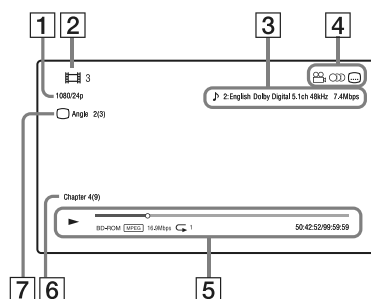 1 2 3 4
3
1080/24p
♪ 2:English Dolby Digital 5.1ch 48kHz 7.4Mbps
Angle 2(3)
Chapter 4(9)
BD-ROM MPEG 16.9Mbps 1 50:42:52/99:59:59
7 6 5